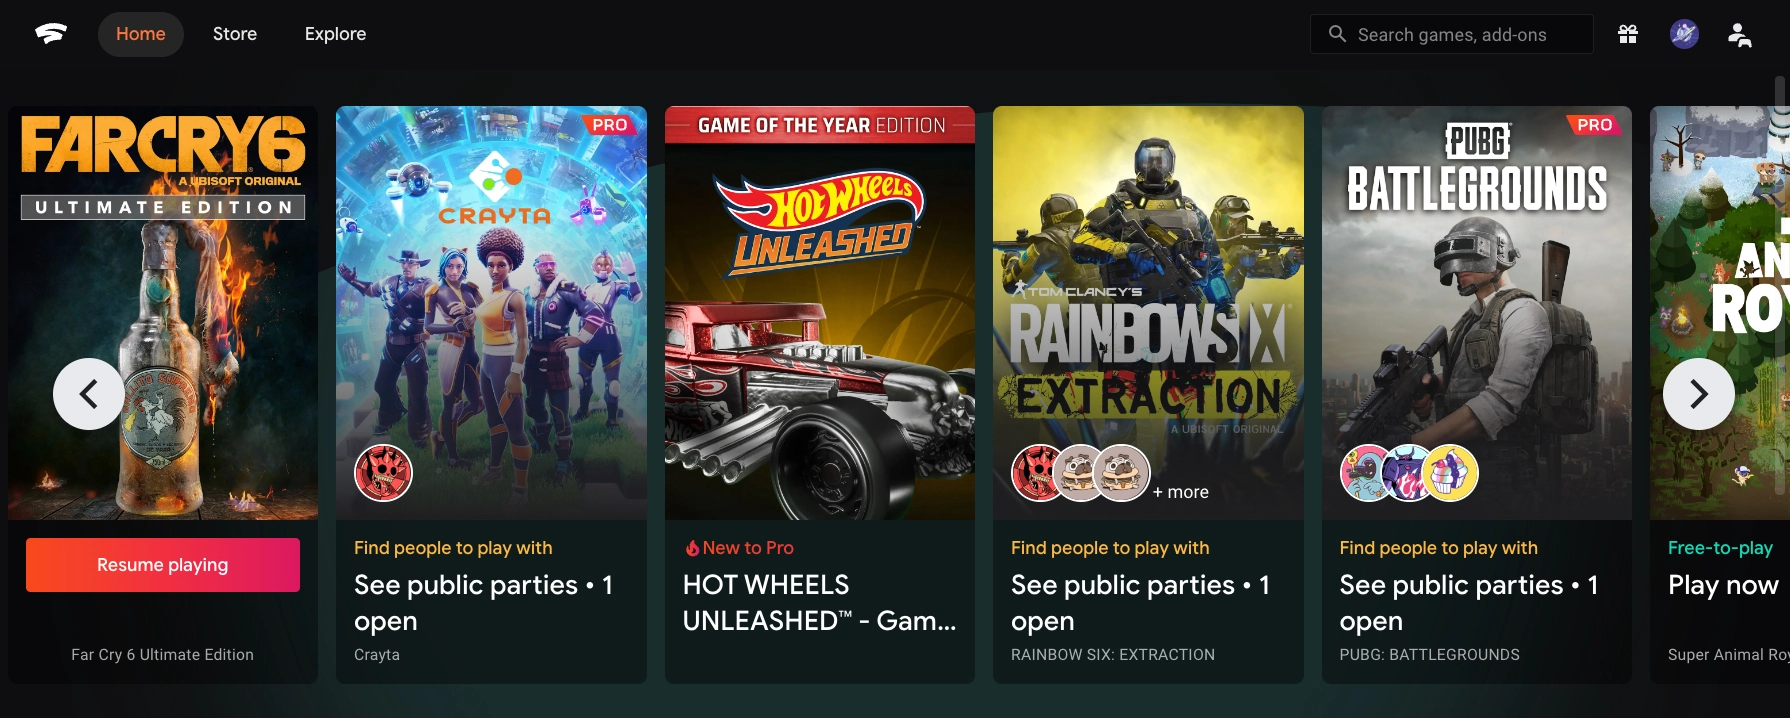 Home
Store
Explore
Search games, add-ons
FARCRY6
A UBISOFT ORIGINAL
ULTIMATE EDITION
Resume playing
Far Cry 6 Ultimate Edition
PRO
CRAYTA
Find people to play with
See public parties • 1
open
Crayta
GAME OF THE YEAR EDITION
HOT WHEELS
UNLEASHED™
New to Pro
HOT WHEELS
UNLEASHED™ - Gam...
TOM CLANCY'S
RAINBOW SIX
EXTRACTION
A UBISOFT ORIGINAL
+ more
Find people to play with
See public parties • 1
open
RAINBOW SIX: EXTRACTION
PRO
PUBG
BATTLEGROUNDS
Find people to play with
See public parties • 1
open
PUBG: BATTLEGROUNDS
AN
RO
Free-to-play
Play now
Super Animal Roy